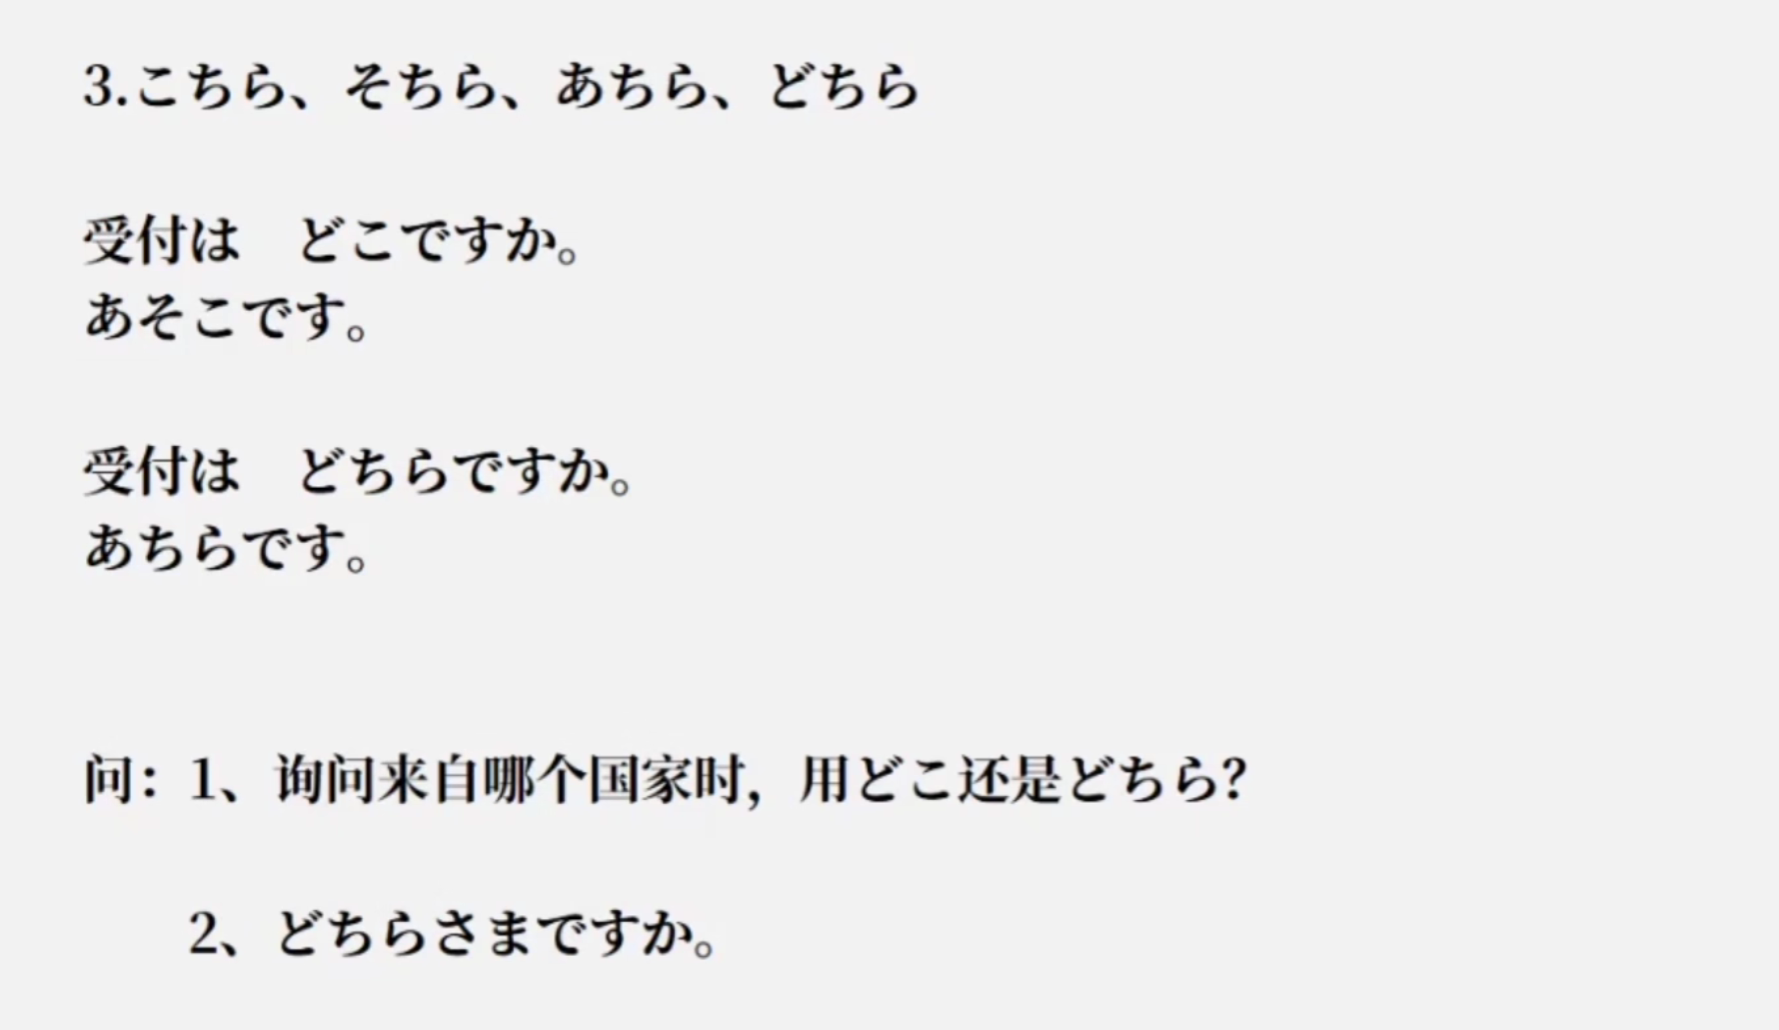 3.こちら、そちら、あちら、どちら
受付は　どこですか。
あそこです。
受付は　どちらですか。
あちらです。
问：1、询问来自哪个国家时，用どこ还是どちら？
2、どちらさまですか。